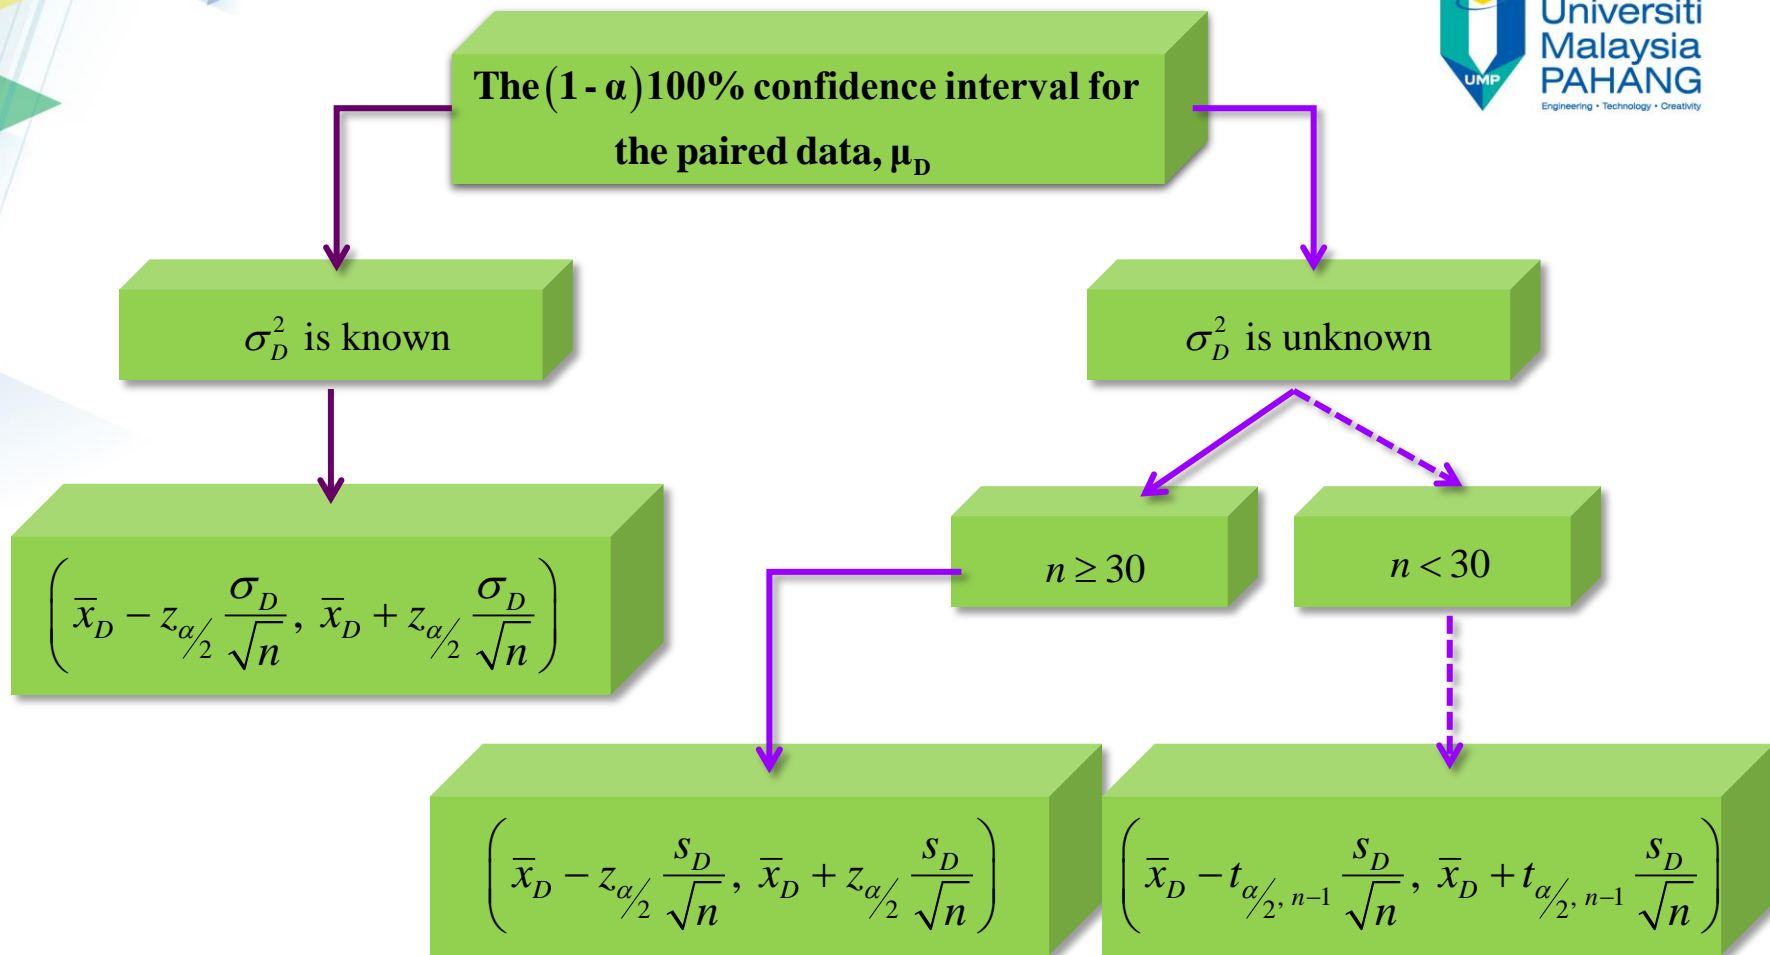 Universiti
Malaysia
PAHANG
Engineering • Technology • Creativity
UMP
The (1 - α)100% confidence interval for
the paired data, μ_D
σ_D^2 is known
σ_D^2 is unknown
n ≥ 30
n < 30
(x̄_D − z_{α/2} σ_D/√n, x̄_D + z_{α/2} σ_D/√n)
(x̄_D − z_{α/2} s_D/√n, x̄_D + z_{α/2} s_D/√n)
(x̄_D − t_{α/2, n−1} s_D/√n, x̄_D + t_{α/2, n−1} s_D/√n)